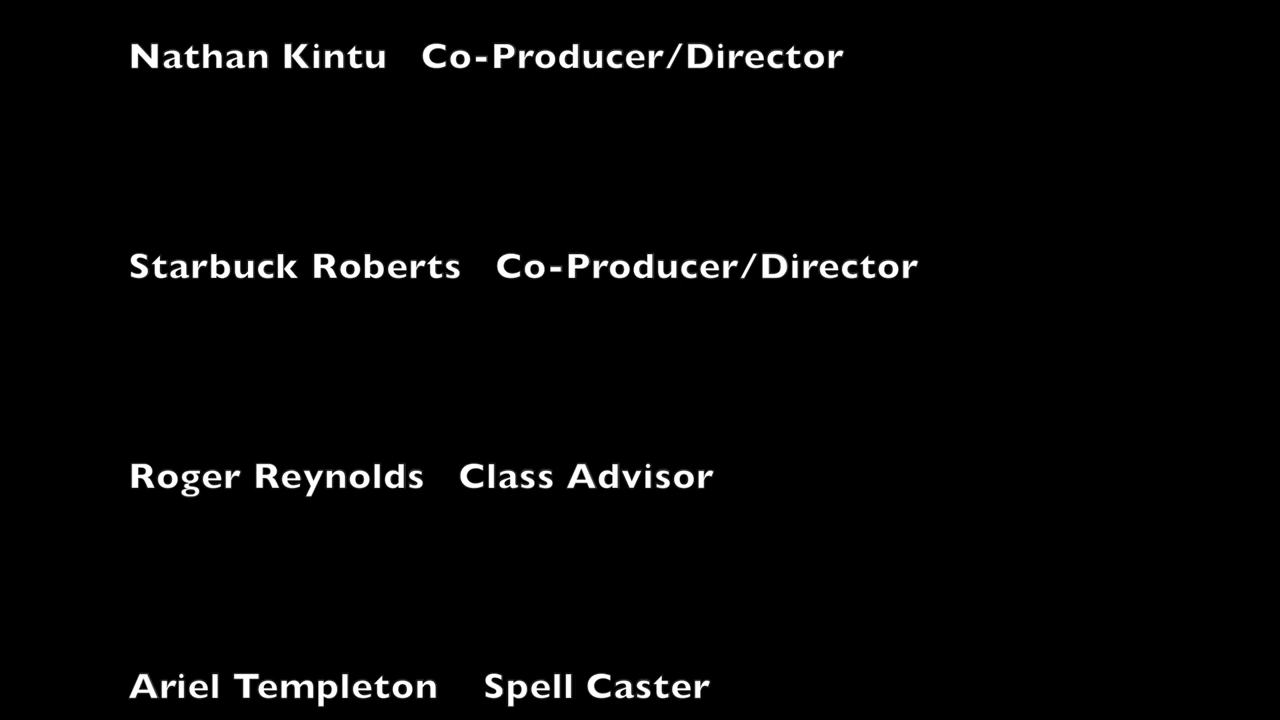 Nathan Kintu Co-Producer/Director
Starbuck Roberts Co-Producer/Director
Roger Reynolds Class Advisor
Ariel Templeton Spell Caster